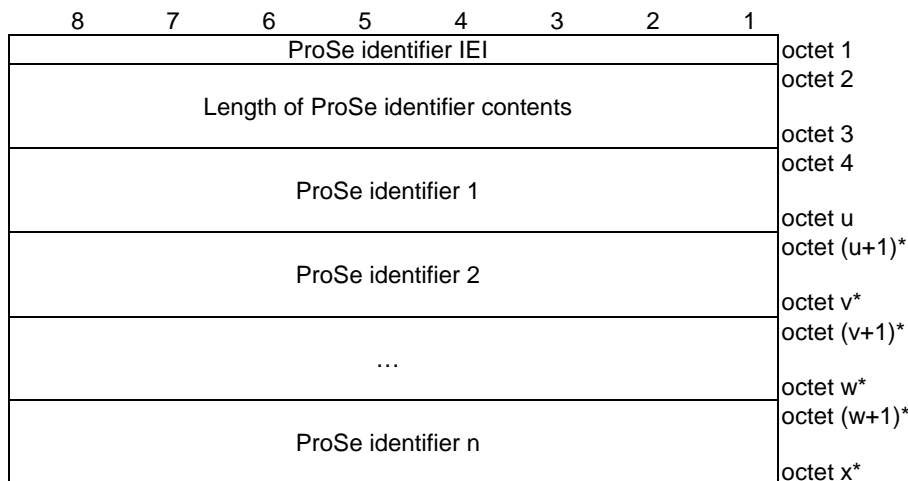 8 7 6 5 4 3 2 1
ProSe identifier IEI octet 1
octet 2
Length of ProSe identifier contents
octet 3
octet 4
ProSe identifier 1
octet u
octet (u+1)*
ProSe identifier 2
octet v*
octet (v+1)*
…
octet w*
octet (w+1)*
ProSe identifier n
octet x*